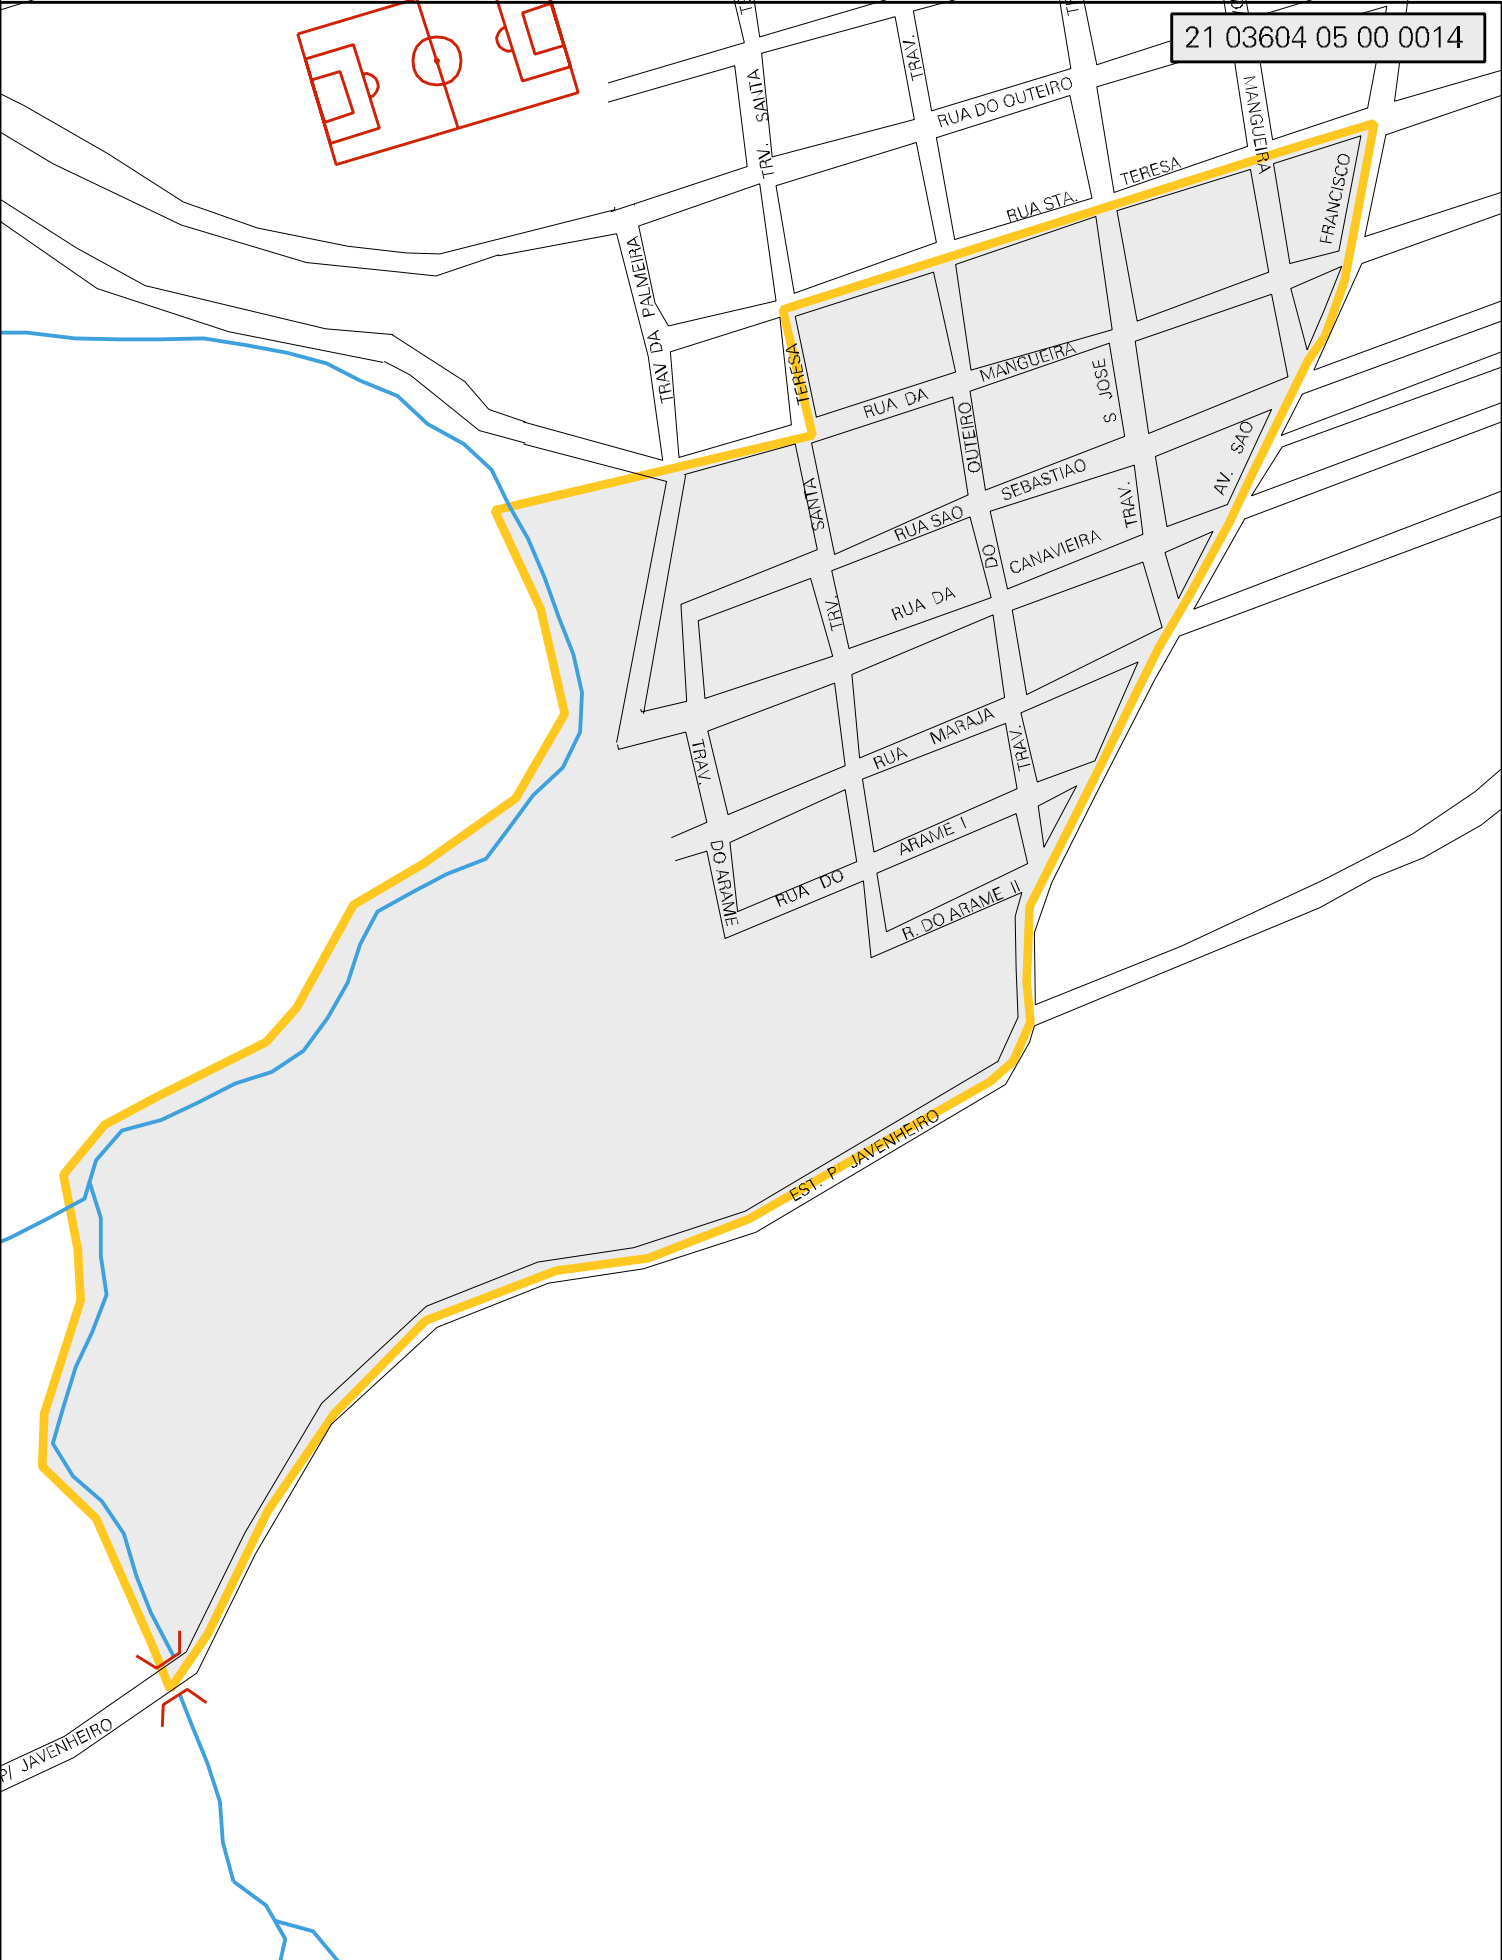 21 03604 05 00 0014
TRAV.
TRV. SANTA
RUA DO OUTEIRO
MANGUEIRA
RUA STA.
TERESA
FRANCISCO
TRAV DA PALMEIRA
TERESA
RUA DA
MANGUEIRA
S JOSE
OUTEIRO
AV. SAO
SEBASTIAO
SANTA
RUA SAO
TRAV.
DO
CANAVIEIRA
TRV.
RUA DA
RUA MARAJA
TRAV.
TRAV.
ARAME I
DO ARAME
RUA DO
R. DO ARAME II
EST. P/ JAVENHEIRO
P/ JAVENHEIRO